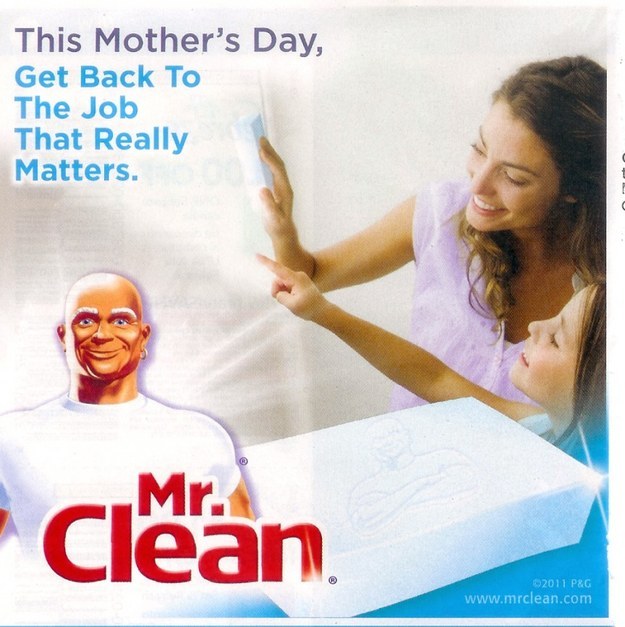 This Mother's Day,
Get Back To
The Job
That Really
Matters.
Mr.
Clean®
®
©2011 P&G
www.mrclean.com